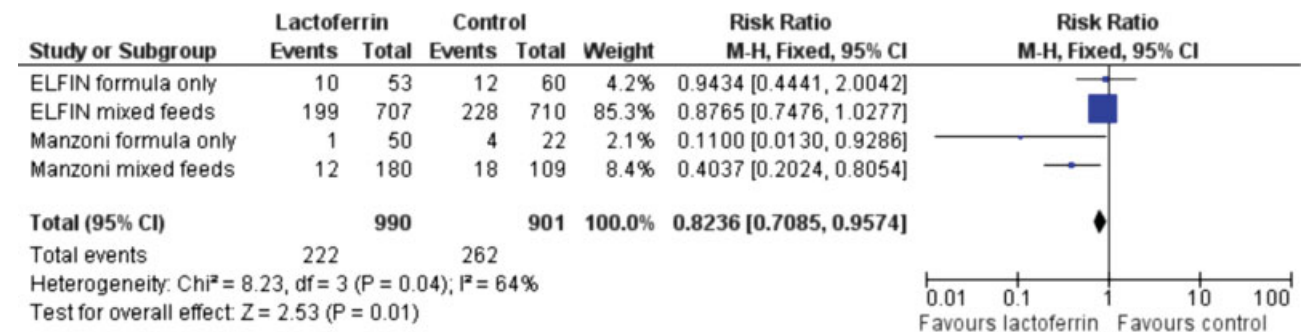 Lactoferrin Control Risk Ratio Risk Ratio
Study or Subgroup Events Total Events Total Weight M-H, Fixed, 95% CI M-H, Fixed, 95% CI
ELFIN formula only 10 53 12 60 4.2% 0.9434 [0.4441, 2.0042]
ELFIN mixed feeds 199 707 228 710 85.3% 0.8765 [0.7476, 1.0277]
Manzoni formula only 1 50 4 22 2.1% 0.1100 [0.0130, 0.9286]
Manzoni mixed feeds 12 180 18 109 8.4% 0.4037 [0.2024, 0.8054]
Total (95% CI) 990 901 100.0% 0.8236 [0.7085, 0.9574]
Total events 222 262
Heterogeneity: Chi² = 8.23, df = 3 (P = 0.04); I² = 64%
Test for overall effect: Z = 2.53 (P = 0.01)
0.01 0.1 1 10 100
Favours lactoferrin Favours control